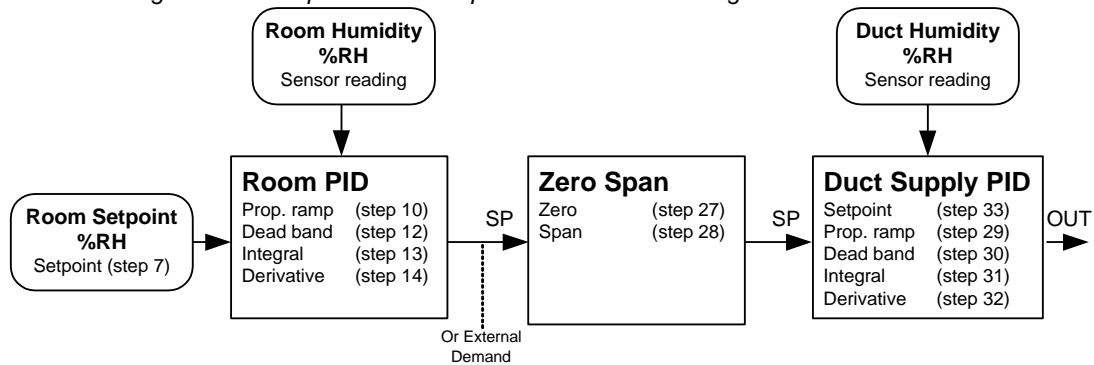 Room Humidity
%RH
Sensor reading
Duct Humidity
%RH
Sensor reading
Room Setpoint
%RH
Setpoint (step 7)
Room PID
Prop. ramp (step 10)
Dead band (step 12)
Integral (step 13)
Derivative (step 14)
SP
Or External
Demand
Zero Span
Zero (step 27)
Span (step 28)
SP
Duct Supply PID
Setpoint (step 33)
Prop. ramp (step 29)
Dead band (step 30)
Integral (step 31)
Derivative (step 32)
OUT